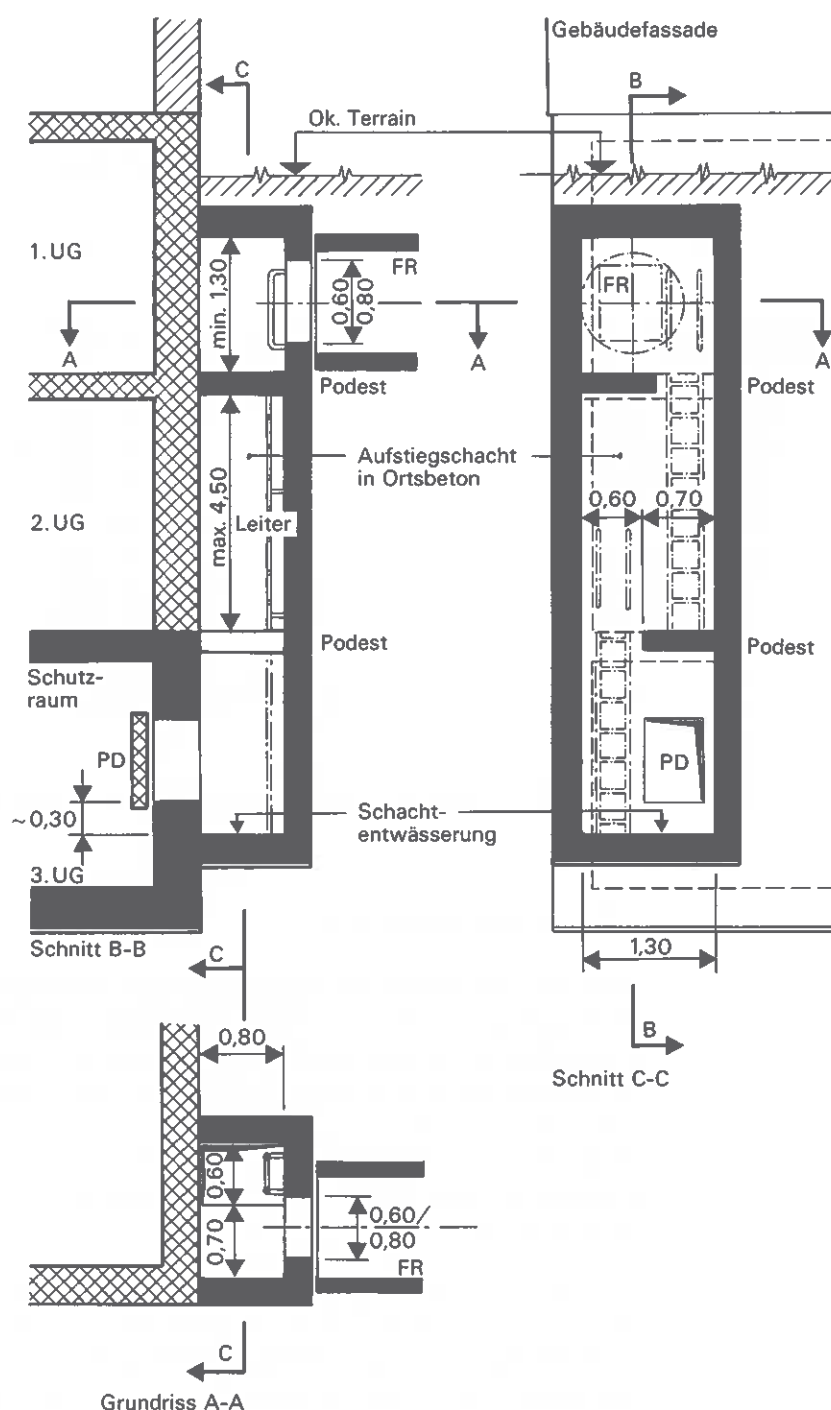 Gebäudefassade
C
B
Ok. Terrain
1. UG
min. 1,30
FR
0,60
0,80
FR
A
A
A
Podest
Podest
Aufstiegschacht
in Ortsbeton
0,60
0,70
max. 4,50
Leiter
2. UG
Podest
Podest
Schutz-
raum
PD
PD
~0,30
Schacht-
entwässerung
3. UG
Schnitt B-B
C
1,30
B
Schnitt C-C
0,80
0,60
0,70
0,60/
0,80
FR
C
Grundriss A-A